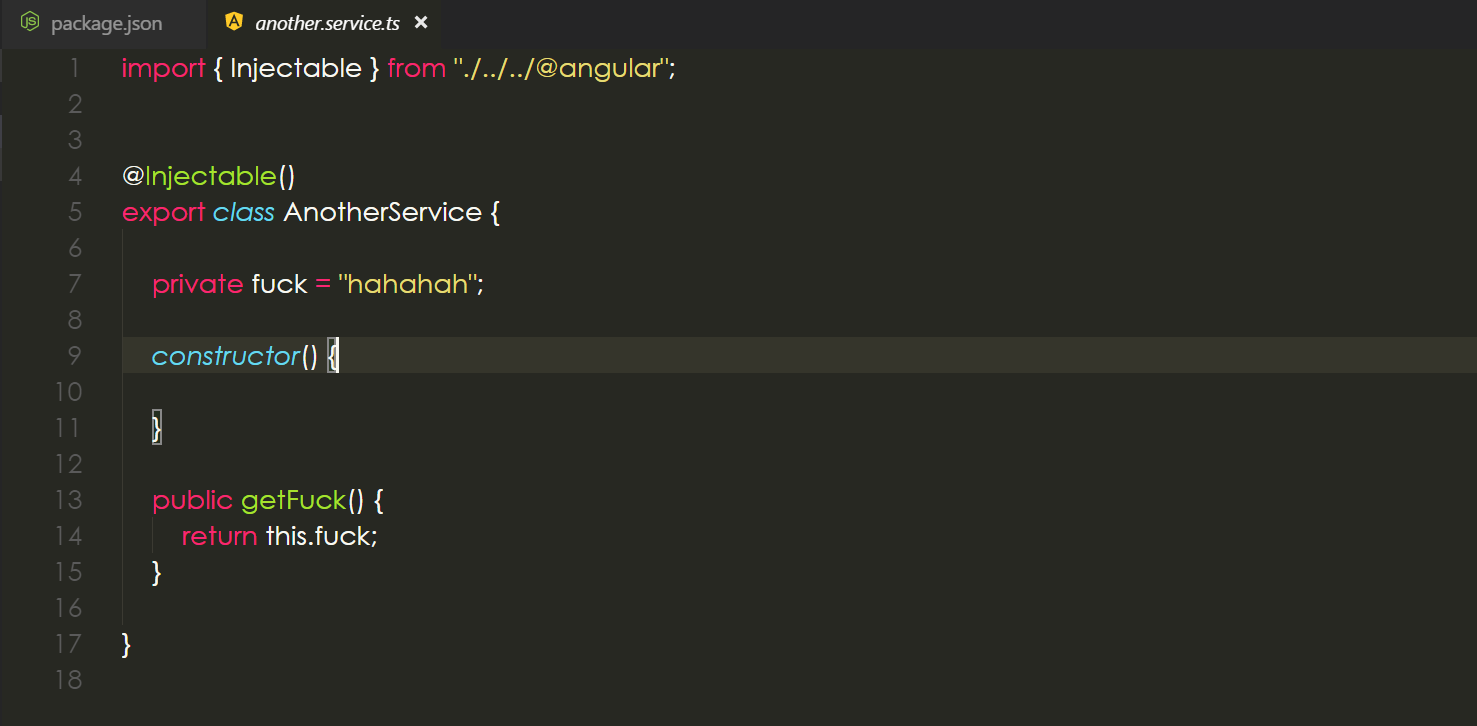 package.json another.service.ts ×
1 import { Injectable } from "./../../@angular";
2
3
4 @Injectable()
5 export class AnotherService {
6
7 private fuck = "hahahah";
8
9 constructor() {
10
11 }
12
13 public getFuck() {
14 return this.fuck;
15 }
16
17 }
18